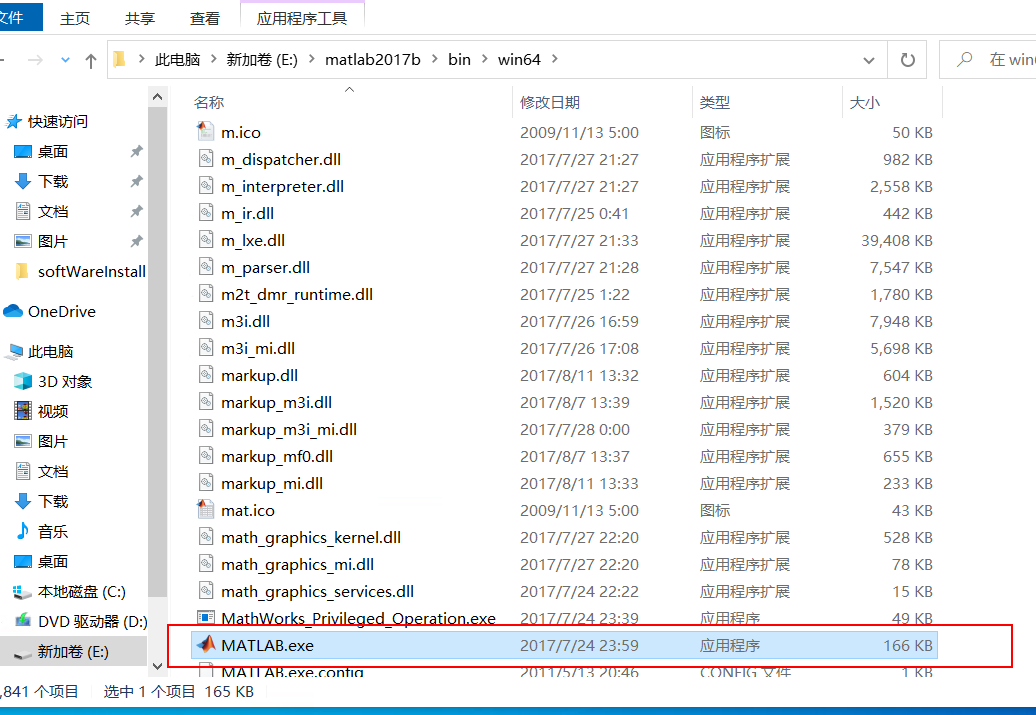 文件 主页 共享 查看 应用程序工具
此电脑 > 新加卷 (E:) > matlab2017b > bin > win64 > 在 win
名称 修改日期 类型 大小
快速访问
桌面
下载
文档
图片
softWareInstall
OneDrive
此电脑
3D 对象
视频
图片
文档
下载
音乐
桌面
本地磁盘 (C:)
DVD 驱动器 (D:)
新加卷 (E:)
m.ico 2009/11/13 5:00 图标 50 KB
m_dispatcher.dll 2017/7/27 21:27 应用程序扩展 982 KB
m_interpreter.dll 2017/7/27 21:27 应用程序扩展 2,558 KB
m_ir.dll 2017/7/25 0:41 应用程序扩展 442 KB
m_lxe.dll 2017/7/27 21:33 应用程序扩展 39,408 KB
m_parser.dll 2017/7/27 21:28 应用程序扩展 7,547 KB
m2t_dmr_runtime.dll 2017/7/25 1:22 应用程序扩展 1,780 KB
m3i.dll 2017/7/26 16:59 应用程序扩展 7,948 KB
m3i_mi.dll 2017/7/26 17:08 应用程序扩展 5,698 KB
markup.dll 2017/8/11 13:32 应用程序扩展 604 KB
markup_m3i.dll 2017/8/7 13:39 应用程序扩展 1,520 KB
markup_m3i_mi.dll 2017/7/28 0:00 应用程序扩展 379 KB
markup_mf0.dll 2017/8/7 13:37 应用程序扩展 655 KB
markup_mi.dll 2017/8/11 13:33 应用程序扩展 233 KB
mat.ico 2009/11/13 5:00 图标 43 KB
math_graphics_kernel.dll 2017/7/27 22:20 应用程序扩展 528 KB
math_graphics_mi.dll 2017/7/27 22:20 应用程序扩展 78 KB
math_graphics_services.dll 2017/7/24 22:22 应用程序扩展 15 KB
MathWorks_Privileged_Operation.exe 2017/7/24 23:39 应用程序 49 KB
MATLAB.exe 2017/7/24 23:59 应用程序 166 KB
MATLAB.exe.config 2011/5/13 20:46 CONFIG 文件 1 KB
,841 个项目 选中 1 个项目 165 KB